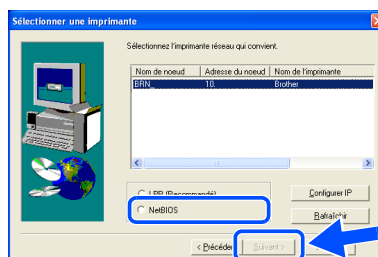 Sélectionner une imprimante
Sélectionnez l'imprimante réseau qui convient.
Nom de noeud Adresse du noeud Nom de l'imprimante
BRN_ 10. Brother
LPR (Recommandé)
Configurer IP
NetBIOS
Rafraîchir
< Précéder Suivant >